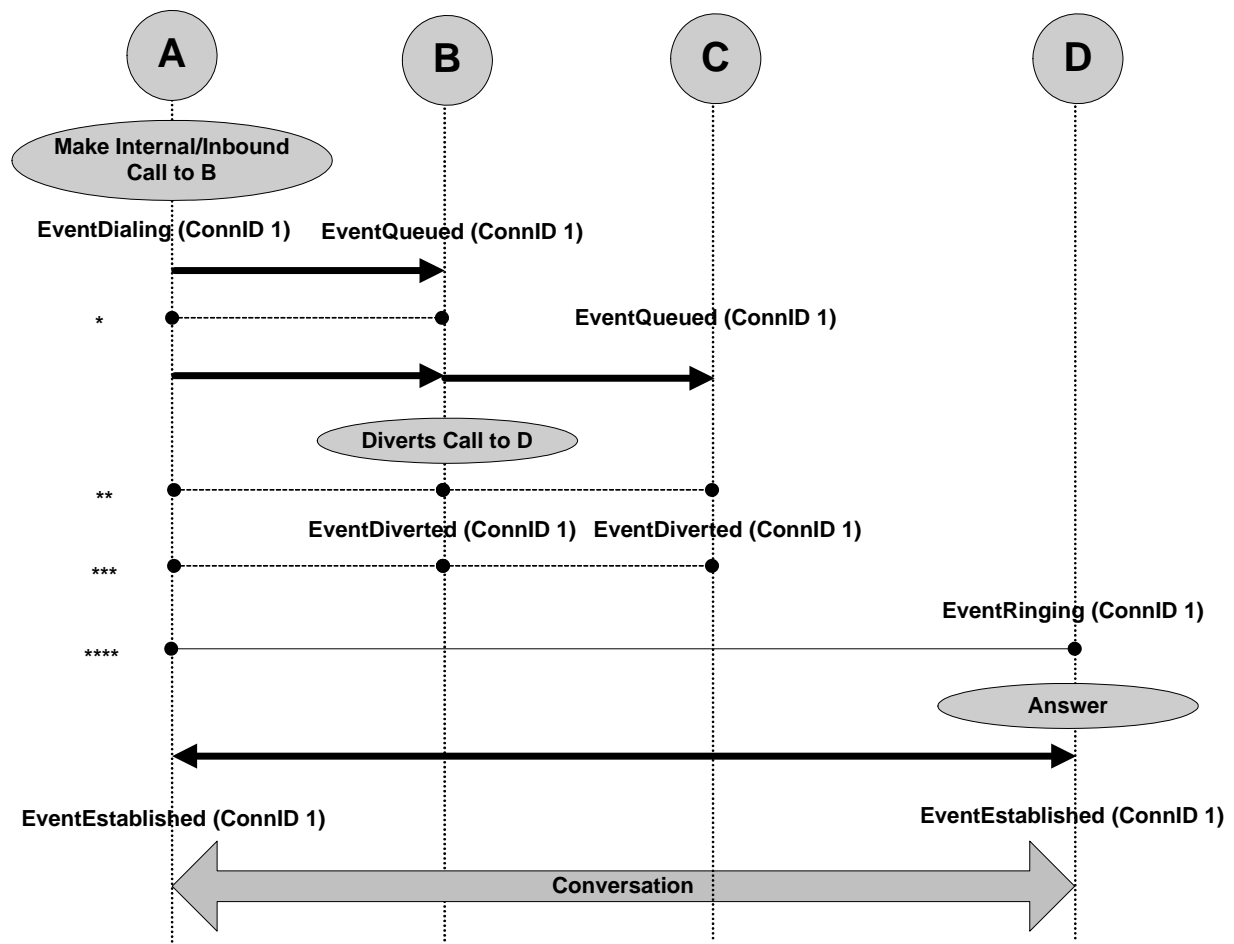 A
B
C
D
Make Internal/Inbound
Call to B
EventDialing (ConnID 1)
EventQueued (ConnID 1)
*
EventQueued (ConnID 1)
Diverts Call to D
**
EventDiverted (ConnID 1)
EventDiverted (ConnID 1)
***
EventRinging (ConnID 1)
****
Answer
EventEstablished (ConnID 1)
EventEstablished (ConnID 1)
Conversation